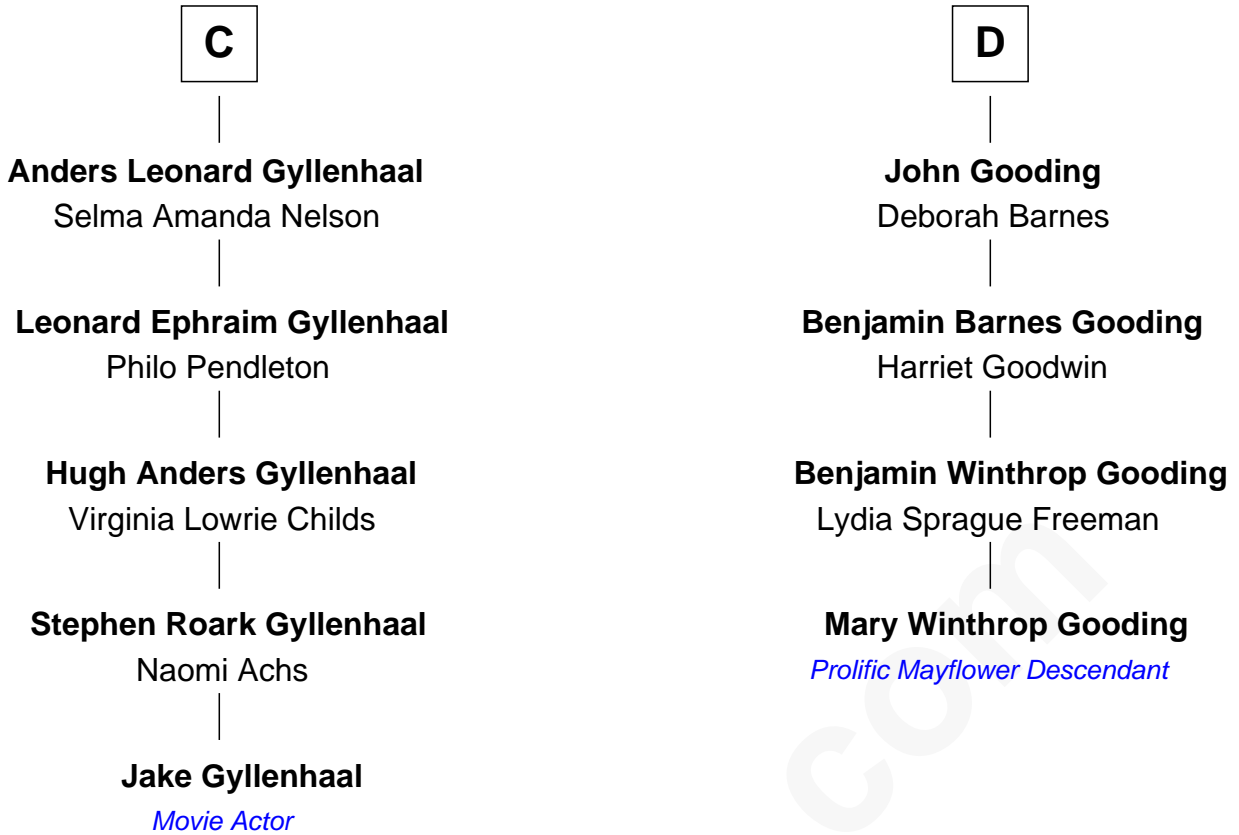 C
Anders Leonard Gyllenhaal
Selma Amanda Nelson
Leonard Ephraim Gyllenhaal
Philo Pendleton
Hugh Anders Gyllenhaal
Virginia Lowrie Childs
Stephen Roark Gyllenhaal
Naomi Achs
Jake Gyllenhaal
Movie Actor
D
John Gooding
Deborah Barnes
Benjamin Barnes Gooding
Harriet Goodwin
Benjamin Winthrop Gooding
Lydia Sprague Freeman
Mary Winthrop Gooding
Prolific Mayflower Descendant
com